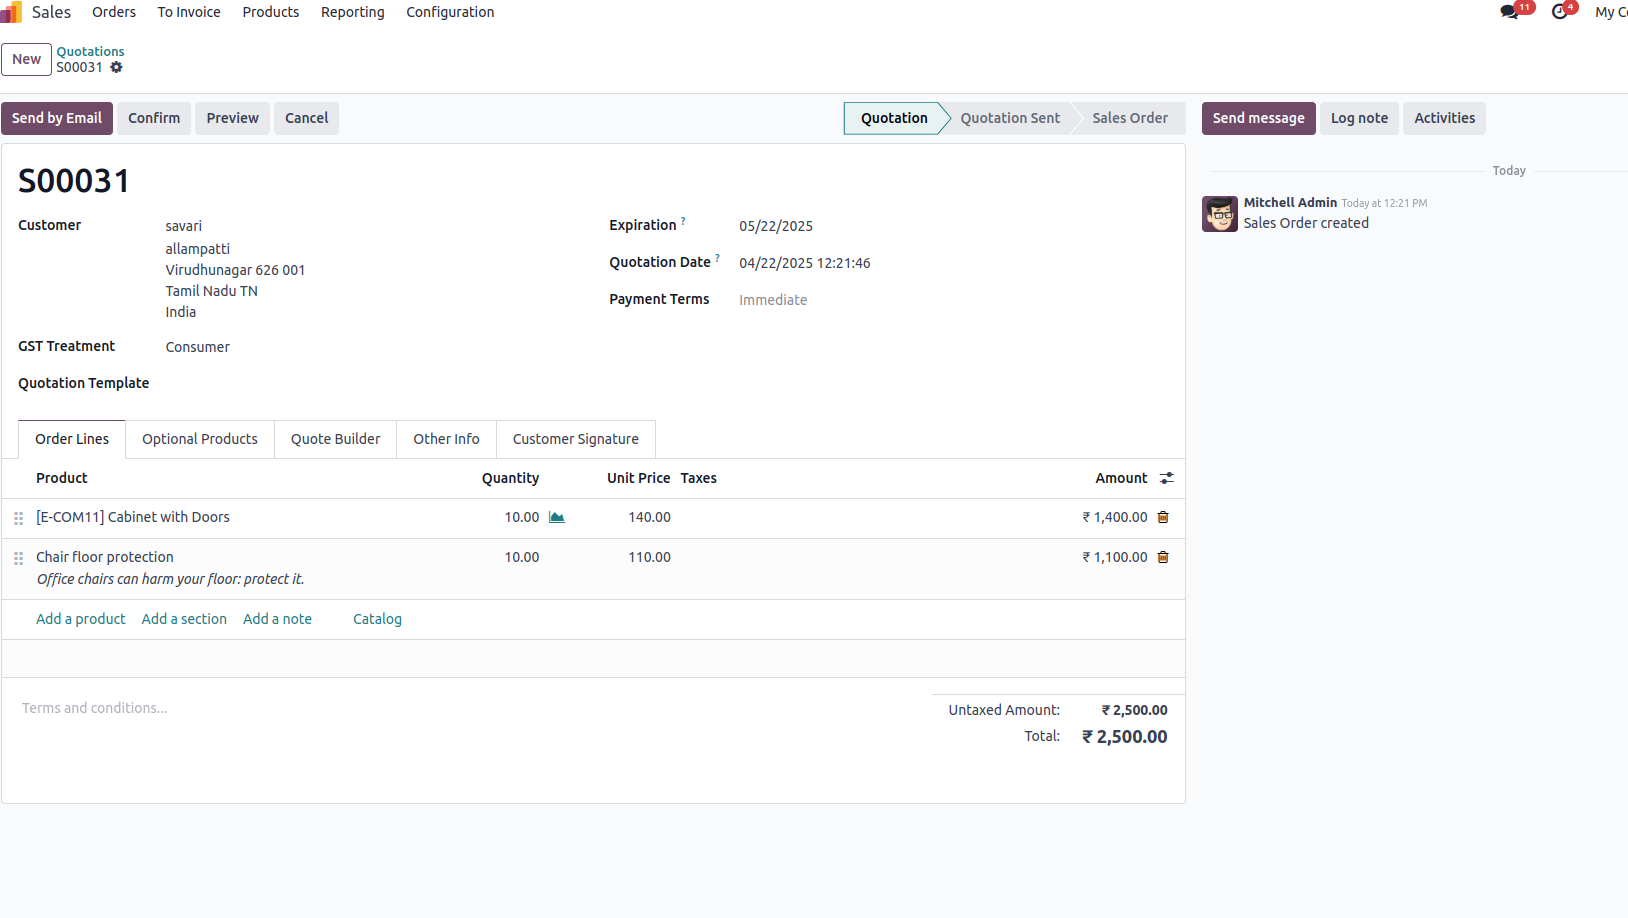 Sales Orders To Invoice Products Reporting Configuration 11 4
New
Quotations
S00031
Send by Email Confirm Preview Cancel Quotation Quotation Sent Sales Order Send message Log note Activities
S00031
Customer
savari
allampatti
Virudhunagar 626 001
Tamil Nadu TN
India
GST Treatment Consumer
Quotation Template
Expiration ? 05/22/2025
Quotation Date ? 04/22/2025 12:21:46
Payment Terms Immediate
Order Lines Optional Products Quote Builder Other Info Customer Signature
Product Quantity Unit Price Taxes Amount
[E-COM11] Cabinet with Doors 10.00 140.00 ₹ 1,400.00
Chair floor protection 10.00 110.00 ₹ 1,100.00
Office chairs can harm your floor: protect it.
Add a product Add a section Add a note Catalog
Terms and conditions...
Untaxed Amount: ₹ 2,500.00
Total: ₹ 2,500.00
Today
Mitchell Admin Today at 12:21 PM
Sales Order created